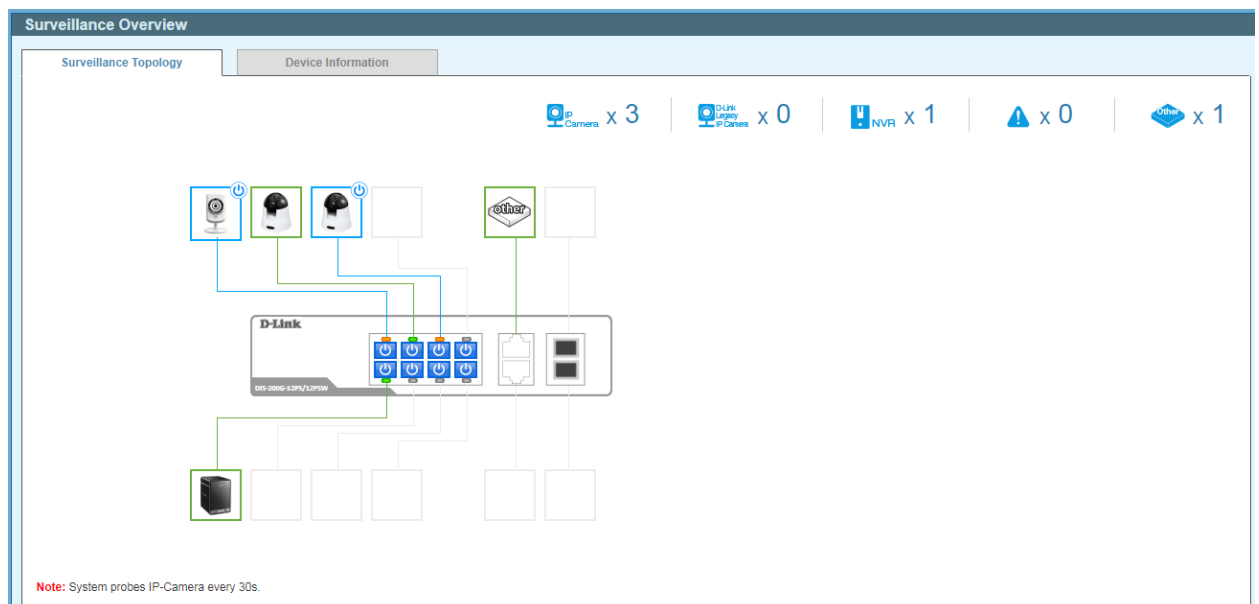 Surveillance Overview
Surveillance Topology
Device Information
IP Camera x 3
D-Link Legacy IP Camera x 0
NVR x 1
x 0
Other x 1
other
D-Link
DIS-200G-12PS/12PSW
Note: System probes IP-Camera every 30s.